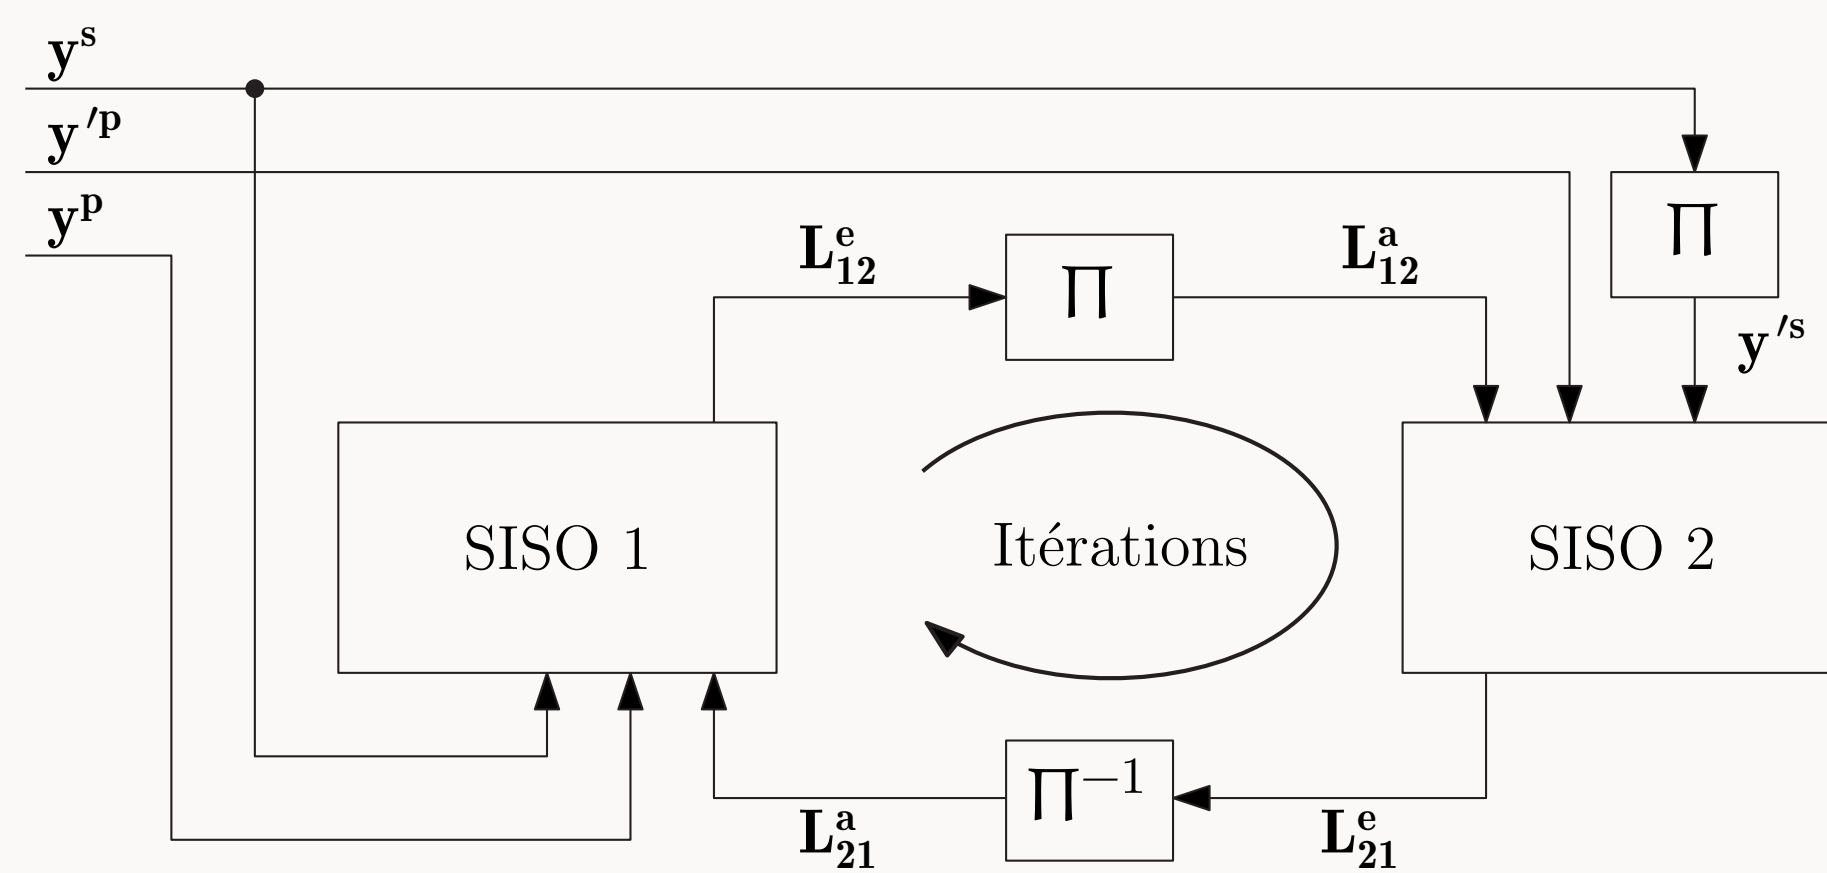 y^s
y'^p
y^p
L^e_12
Π
L^a_12
Π
y'^s
SISO 1
Itérations
SISO 2
L^a_21
Π^−1
L^e_21